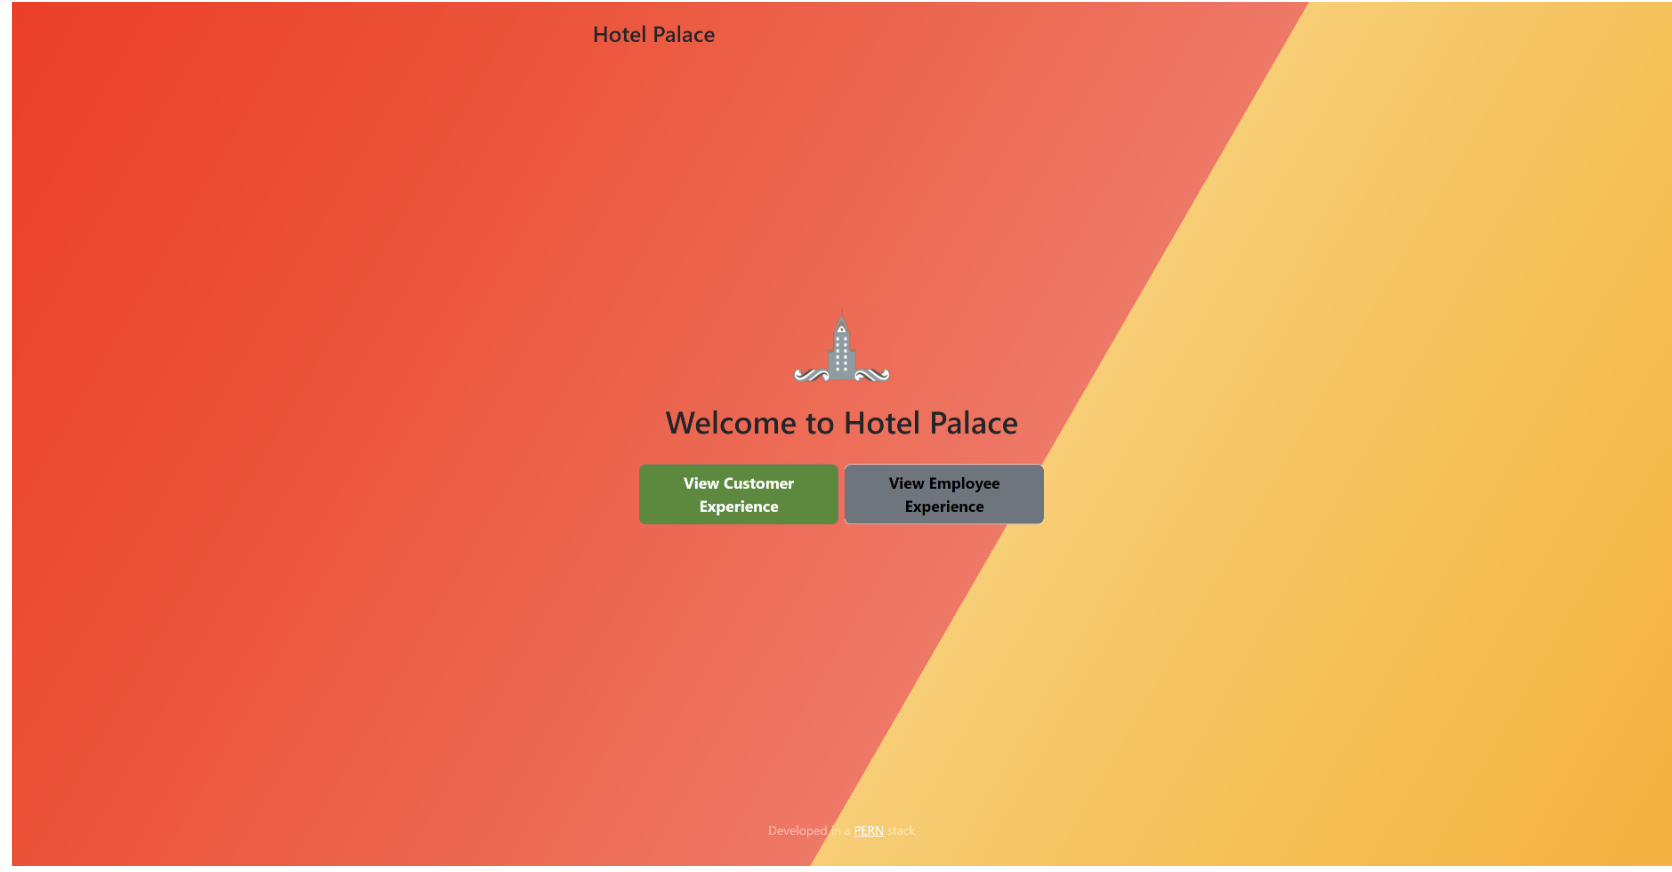 Hotel Palace
Welcome to Hotel Palace
View Customer
Experience
View Employee
Experience
Developed in a PERN stack